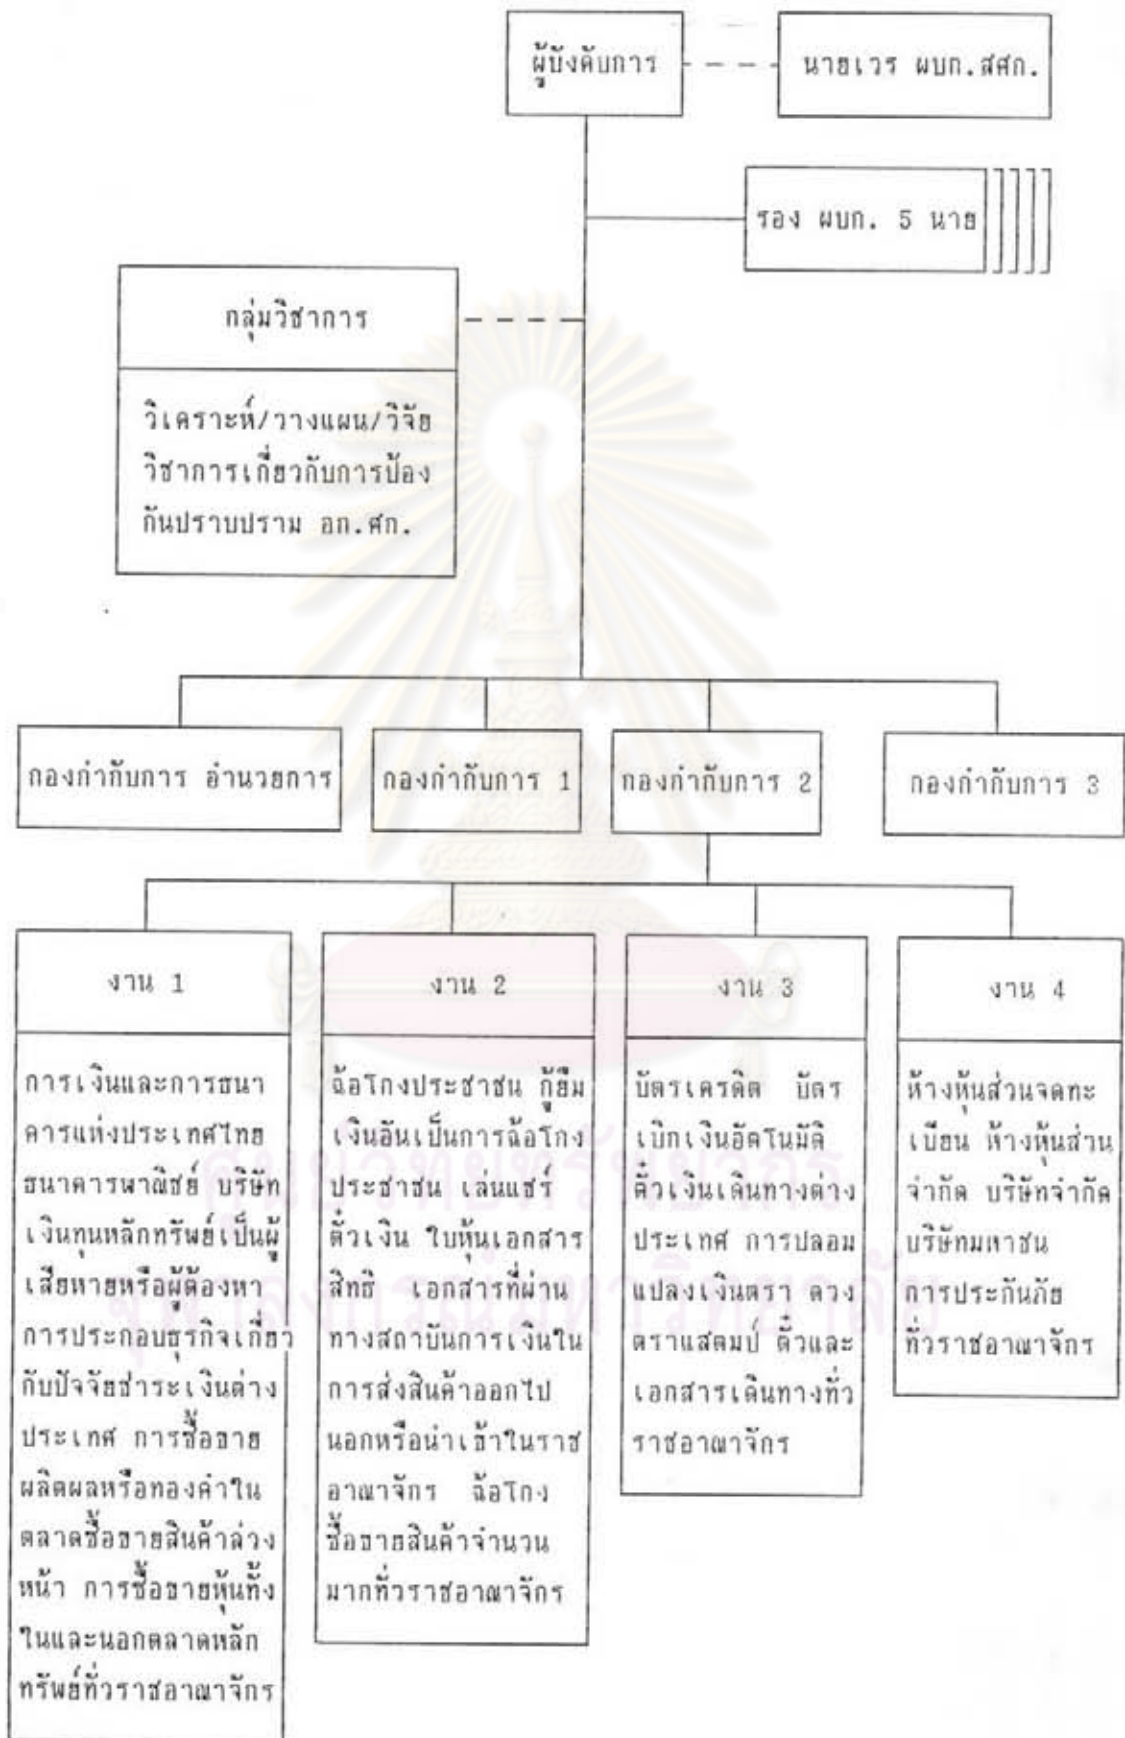 ผู้บังคับการ
นายเวร ผบก.สศก.
รอง ผบก. 5 นาย
กลุ่มวิชาการ
วิเคราะห์/วางแผน/วิจัย
วิชาการเกี่ยวกับการป้อง
กันปราบปราม อก.ศก.
กองกำกับการ อำนวยการ
กองกำกับการ 1
กองกำกับการ 2
กองกำกับการ 3
งาน 1
การเงินและการธนา
คารแห่งประเทศไทย
ธนาคารพาณิชย์ บริษัท
เงินทุนหลักทรัพย์เป็นผู้
เสียหายหรือผู้ต้องหา
การประกอบธุรกิจเกี่ยว
กับปัจจัยชำระเงินต่าง
ประเทศ การซื้อขาย
ผลิตผลหรือทองคำใน
ตลาดซื้อขายสินค้าล่วง
หน้า การซื้อขายหุ้นทั้ง
ในและนอกตลาดหลัก
ทรัพย์ทั่วราชอาณาจักร
งาน 2
ฉ้อโกงประชาชน กู้ยืม
เงินอันเป็นการฉ้อโกง
ประชาชน เล่นแชร์
ตั๋วเงิน ใบหุ้นเอกสาร
สิทธิ เอกสารที่ผ่าน
ทางสถาบันการเงินใน
การส่งสินค้าออกไป
นอกหรือนำเข้าในราช
อาณาจักร ฉ้อโกง
ซื้อขายสินค้าจำนวน
มากทั่วราชอาณาจักร
งาน 3
บัตรเครดิต บัตร
เบิกเงินอัตโนมัติ
ตั๋วเงินเดินทางต่าง
ประเทศ การปลอม
แปลงเงินตรา ดวง
ตราแสตมป์ ตั๋วและ
เอกสารเดินทางทั่ว
ราชอาณาจักร
งาน 4
ห้างหุ้นส่วนจดทะ
เบียน ห้างหุ้นส่วน
จำกัด บริษัทจำกัด
บริษัทมหาชน
การประกันภัย
ทั่วราชอาณาจักร
ศูนย์วิทยทรัพยากร
จุฬาลงกรณ์มหาวิทยาลัย